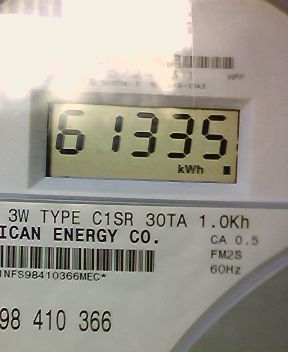 61335
kWh
3W TYPE C1SR 30TA 1.0Kh
ICAN ENERGY CO.
CA 0.5
FM2S
60Hz
INFS98410366MEC*
98 410 366